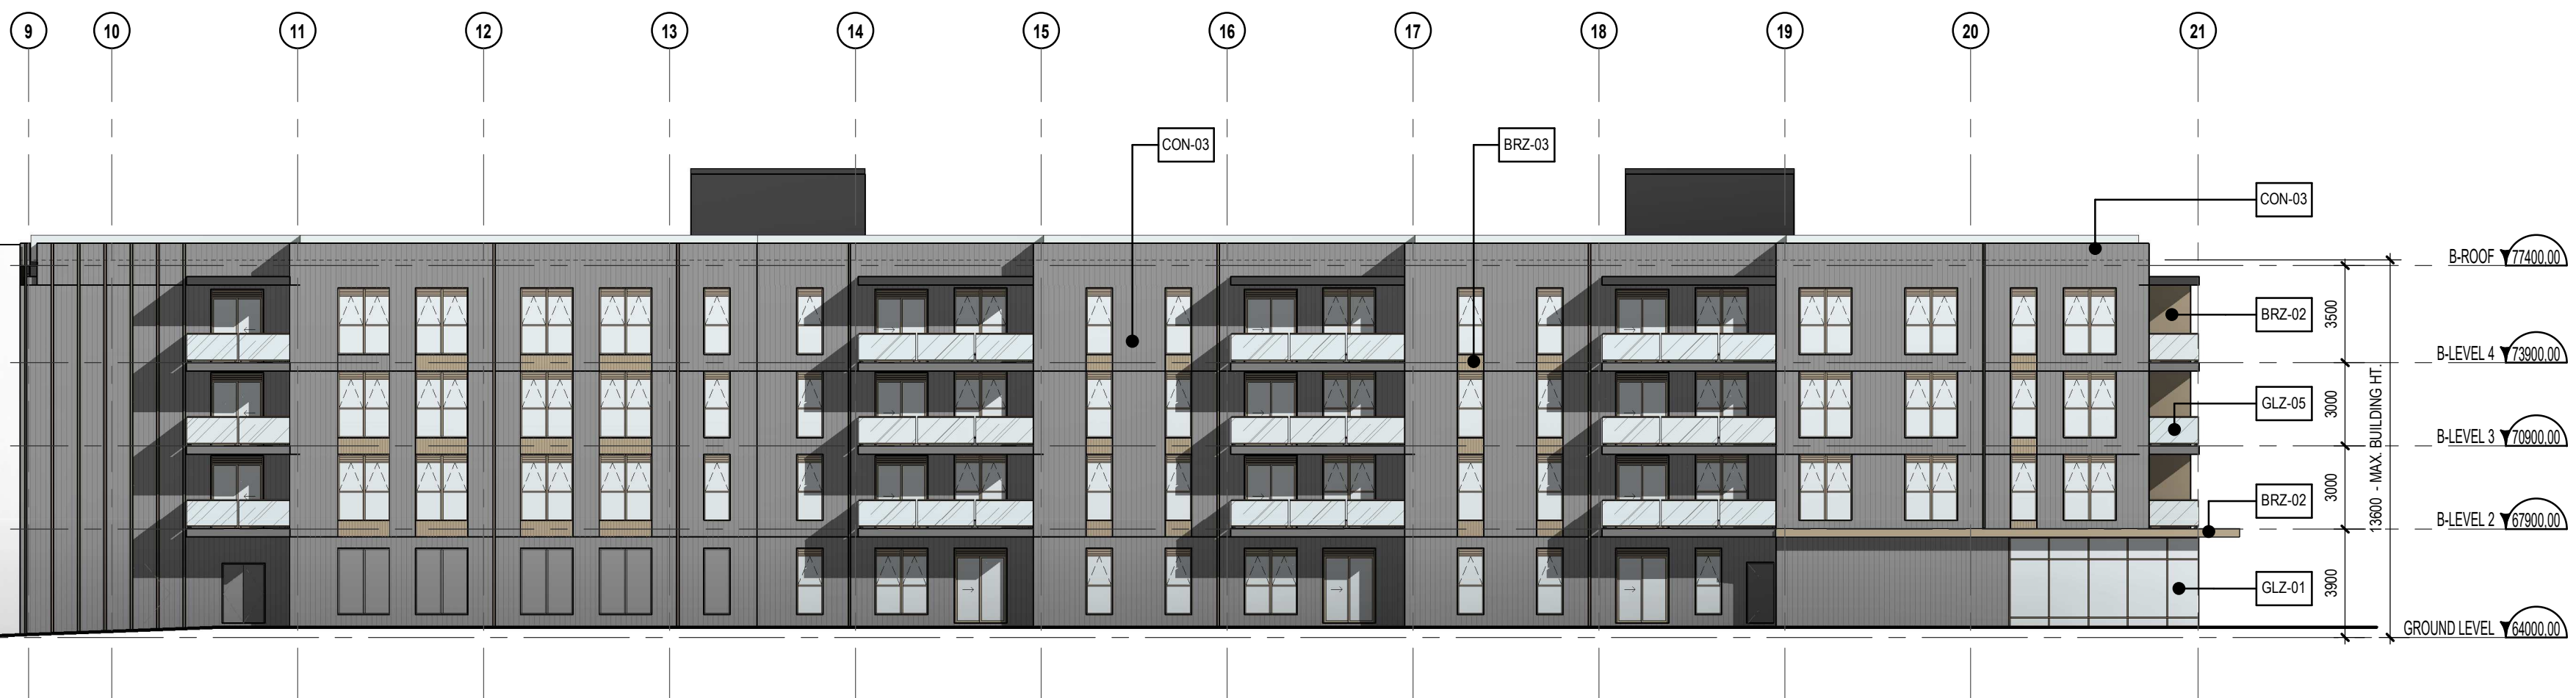 9
10
11
12
13
14
15
16
17
18
19
20
21
CON-03
BRZ-03
CON-03
B-ROOF 77400.00
BRZ-02
3500
B-LEVEL 4 73900.00
GLZ-05
3000
13600 - MAX. BUILDING HT.
B-LEVEL 3 70900.00
BRZ-02
3000
B-LEVEL 2 67900.00
GLZ-01
3900
GROUND LEVEL 64000.00